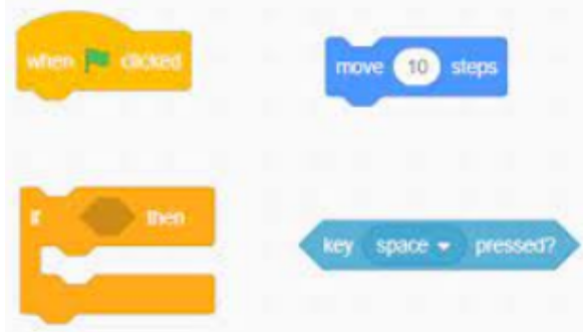 when clicked
move 10 steps
if then
key space pressed?